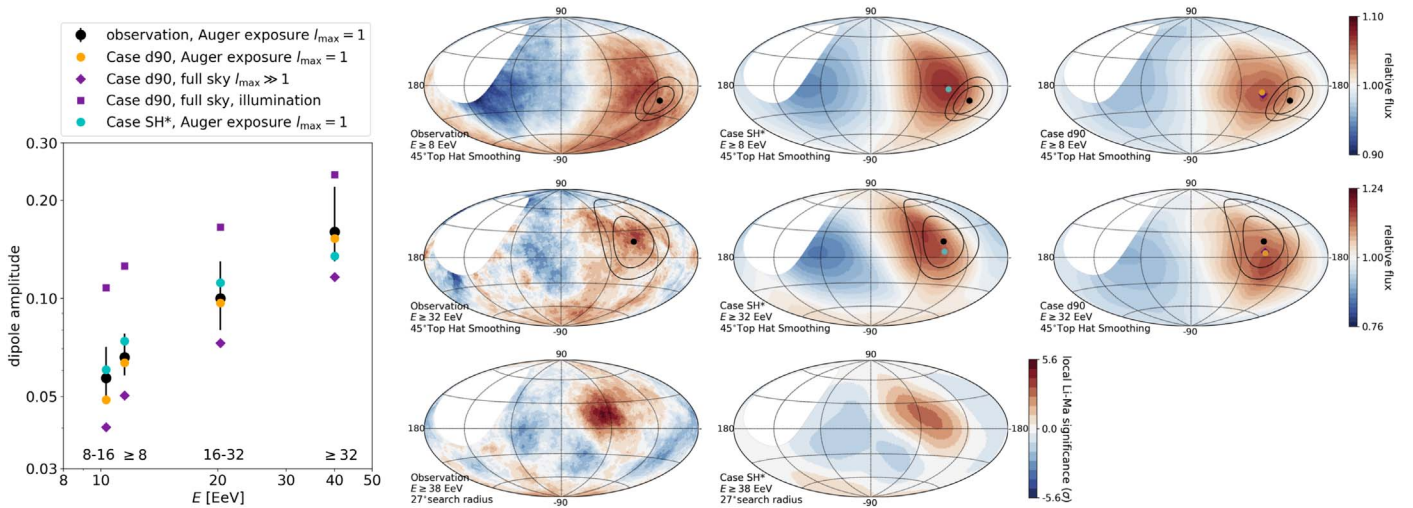 observation, Auger exposure lmax = 1
Case d90, Auger exposure lmax = 1
Case d90, full sky lmax ≫ 1
Case d90, full sky, illumination
Case SH*, Auger exposure lmax = 1
dipole amplitude
0.30
0.20
0.10
0.05
0.03
8-16
≥ 8
16-32
≥ 32
8
10
20
30
40
50
E [EeV]
90
180
-90
Observation
E ≥ 8 EeV
45°Top Hat Smoothing
90
180
-90
Case SH*
E ≥ 8 EeV
45°Top Hat Smoothing
90
180
-180
-90
Case d90
E ≥ 8 EeV
45°Top Hat Smoothing
1.10
1.00
0.90
relative flux
90
180
-90
Observation
E ≥ 32 EeV
45°Top Hat Smoothing
90
180
-90
Case SH*
E ≥ 32 EeV
45°Top Hat Smoothing
90
180
-180
-90
Case d90
E ≥ 32 EeV
45°Top Hat Smoothing
1.24
1.00
0.76
relative flux
90
180
-90
Observation
E ≥ 38 EeV
27°search radius
90
180
-180
-90
Case SH*
E ≥ 38 EeV
27°search radius
5.6
0.0
-5.6
local Li-Ma significance (σ)